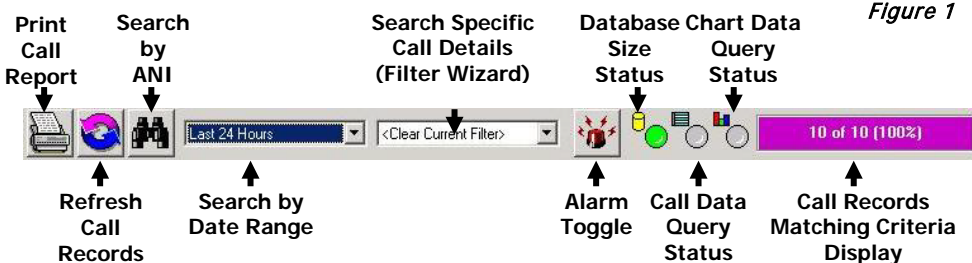 Figure 1
Print
Call
Report
Search
by
ANI
Search Specific
Call Details
(Filter Wizard)
Database
Size
Status
Chart Data
Query
Status
Last 24 Hours
<Clear Current Filter>
10 of 10 (100%)
Refresh
Call
Records
Search by
Date Range
Alarm
Toggle
Call Data
Query
Status
Call Records
Matching Criteria
Display